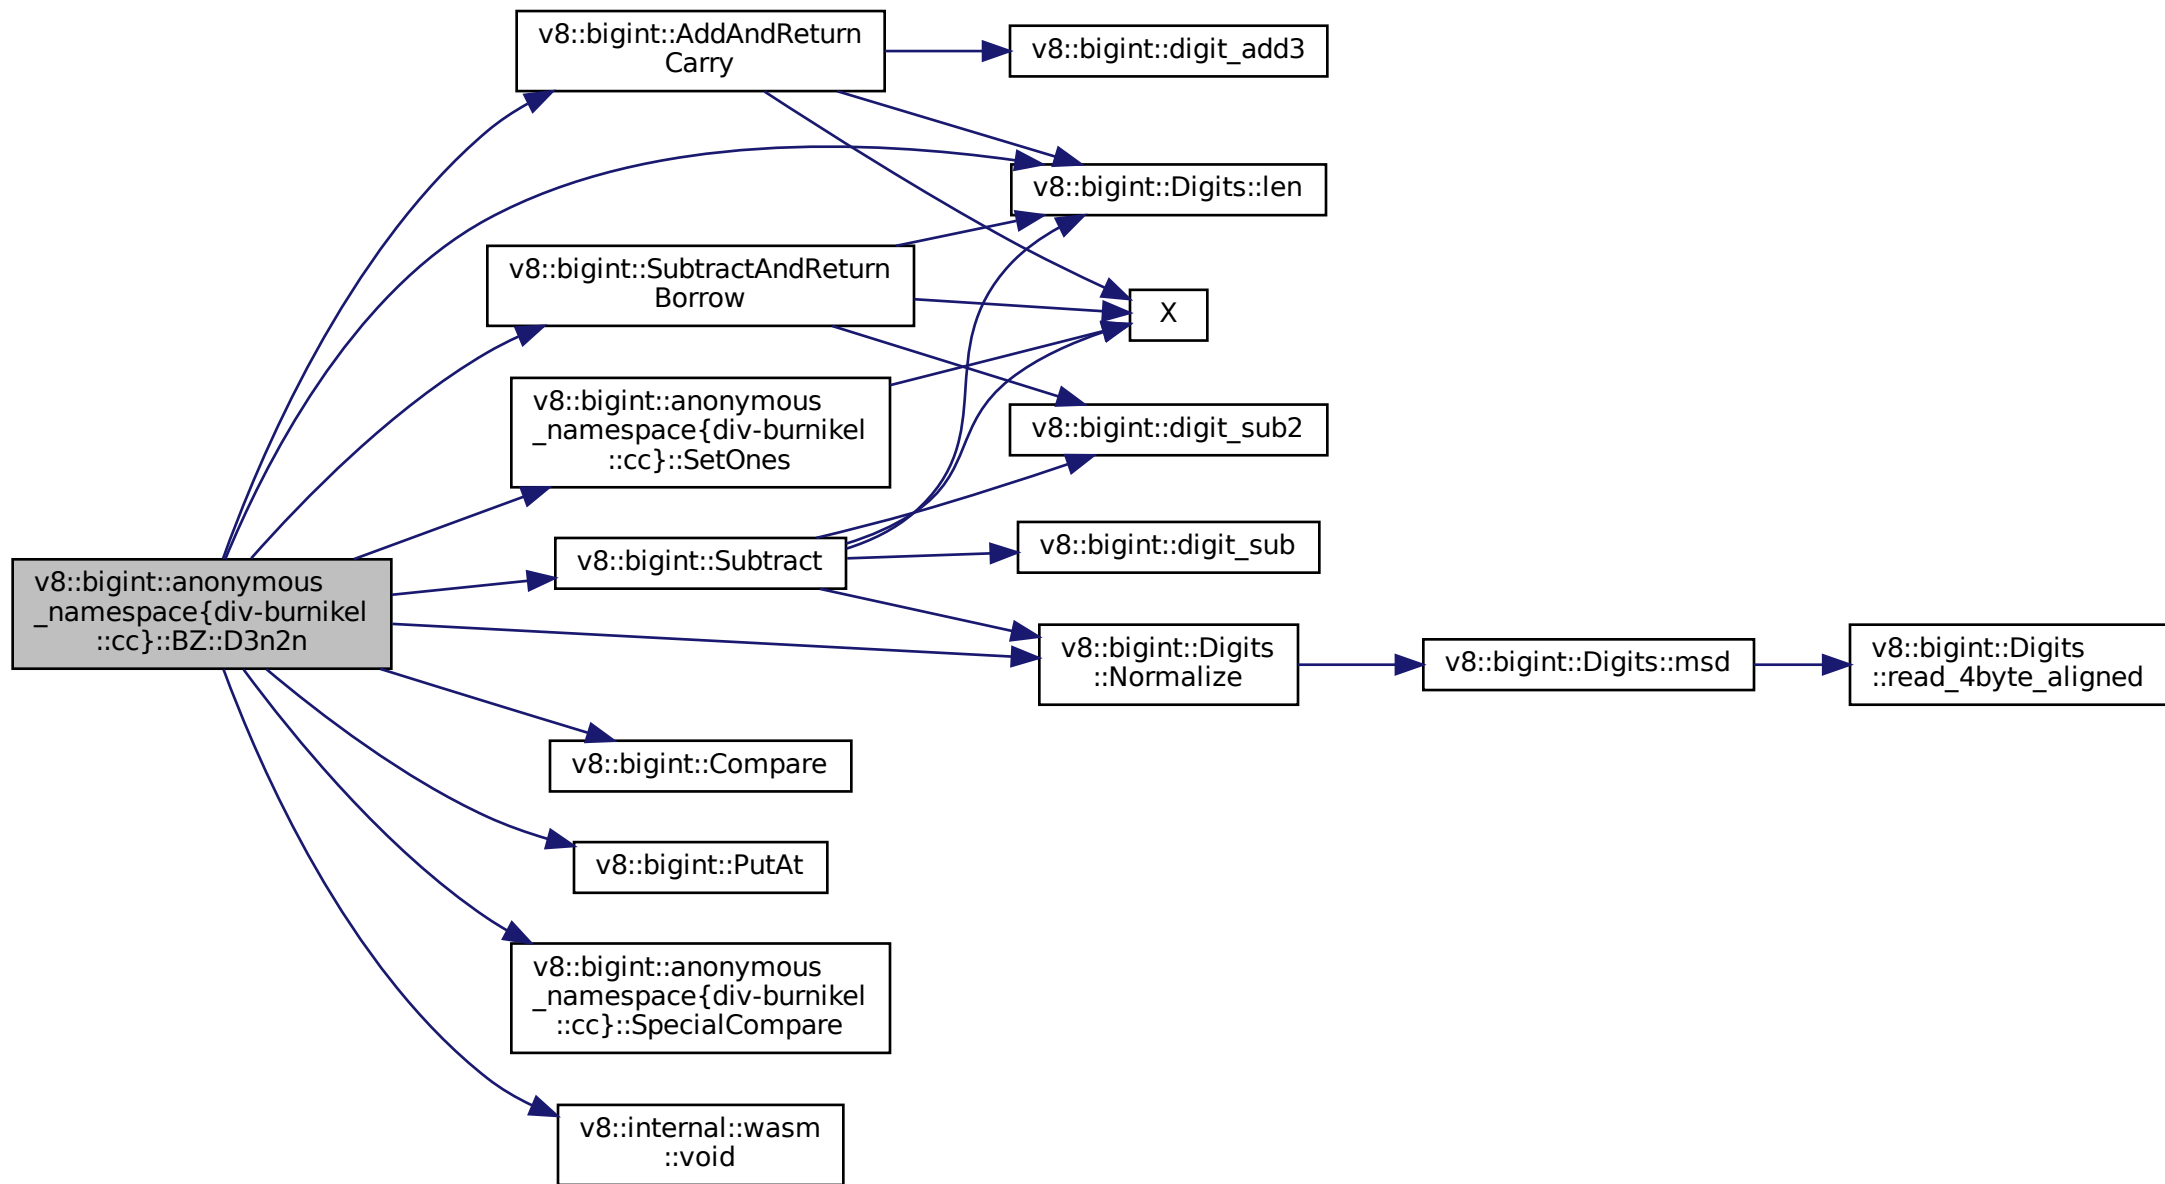 v8::bigint::AddAndReturn
Carry
v8::bigint::digit_add3
v8::bigint::Digits::len
v8::bigint::SubtractAndReturn
Borrow
X
v8::bigint::anonymous
_namespace{div-burnikel
::cc}::SetOnes
v8::bigint::digit_sub2
v8::bigint::Subtract
v8::bigint::digit_sub
v8::bigint::anonymous
_namespace{div-burnikel
::cc}::BZ::D3n2n
v8::bigint::Digits
::Normalize
v8::bigint::Digits::msd
v8::bigint::Digits
::read_4byte_aligned
v8::bigint::Compare
v8::bigint::PutAt
v8::bigint::anonymous
_namespace{div-burnikel
::cc}::SpecialCompare
v8::internal::wasm
::void